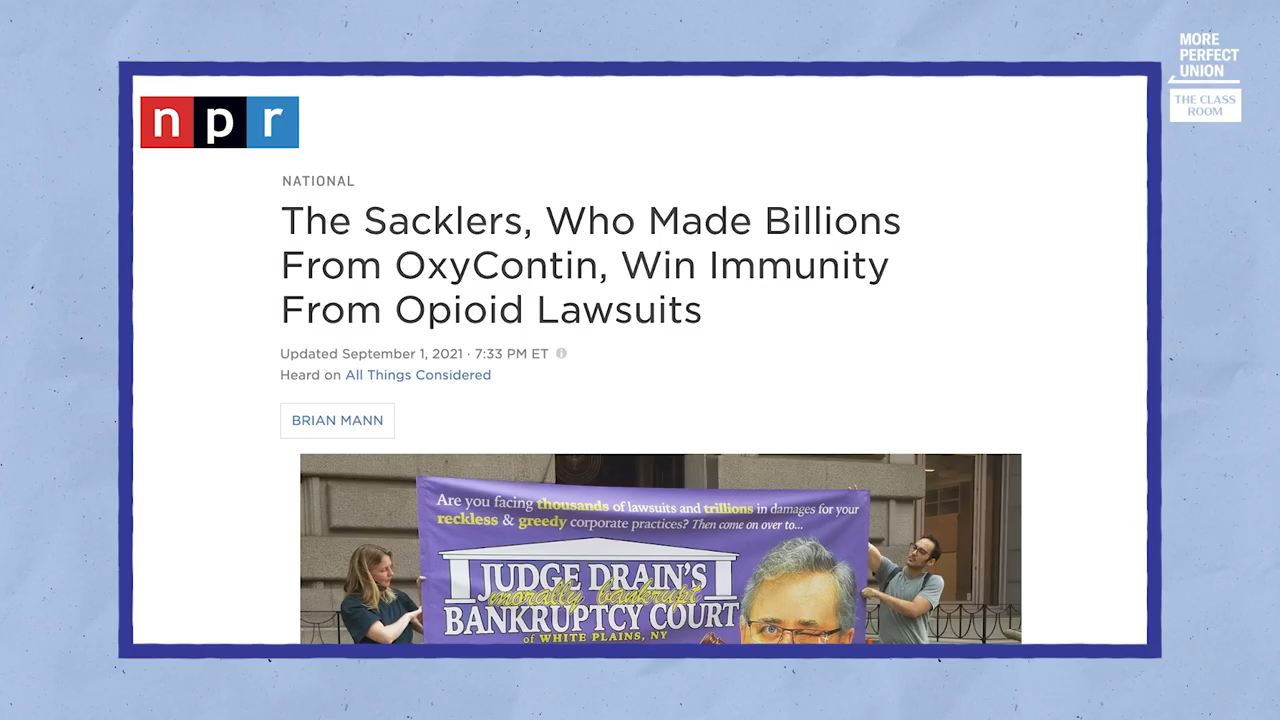 MORE
PERFECT
UNION
THE CLASS
ROOM
npr
NATIONAL
The Sacklers, Who Made Billions
From OxyContin, Win Immunity
From Opioid Lawsuits
Updated September 1, 2021 · 7:33 PM ET
Heard on All Things Considered
BRIAN MANN
Are you facing thousands of lawsuits and trillions in damages for your
reckless & greedy corporate practices? Then come on over to...
JUDGE DRAIN'S
morally bankrupt
BANKRUPTCY COURT
of WHITE PLAINS, NY